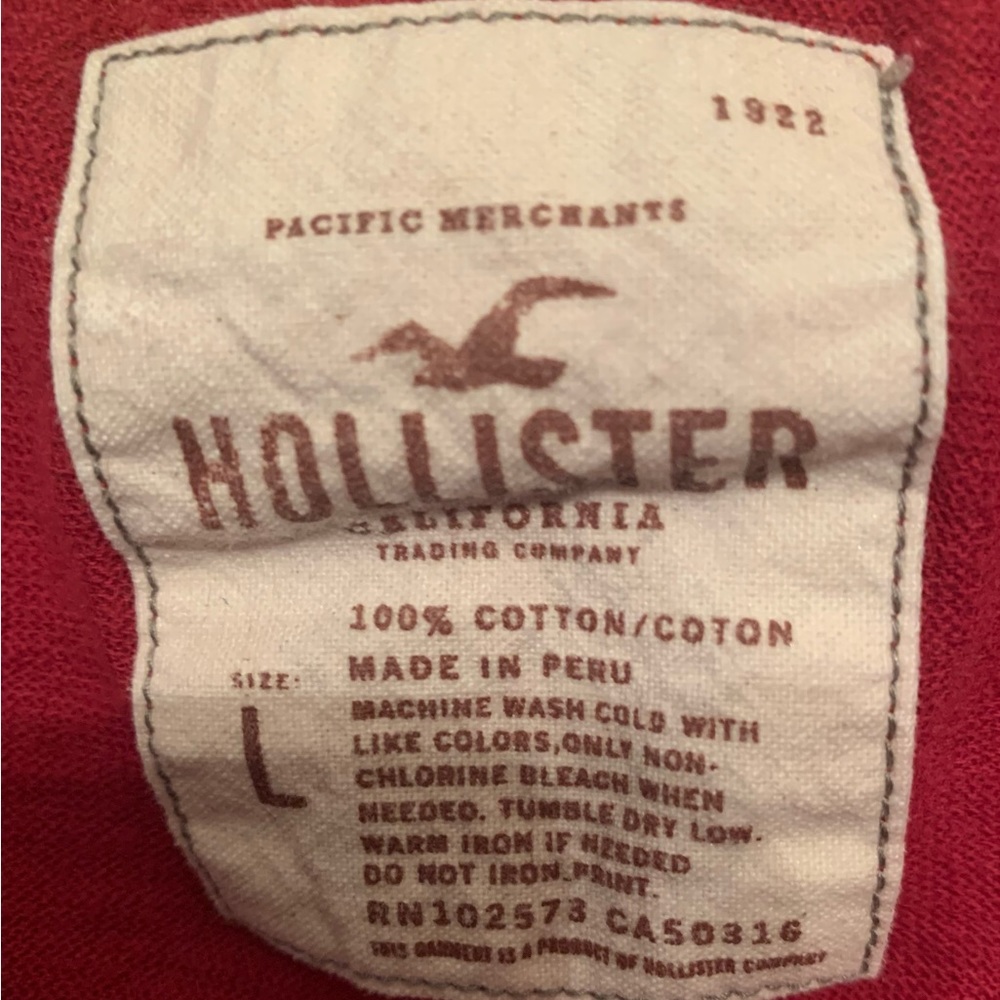 1922
PACIFIC MERCHANTS
HOLLISTER
CALIFORNIA
TRADING COMPANY
100% COTTON/COTON
MADE IN PERU
SIZE:
L
MACHINE WASH COLD WITH
LIKE COLORS,ONLY NON-
CHLORINE BLEACH WHEN
NEEDED. TUMBLE DRY LOW.
WARM IRON IF NEEDED
DO NOT IRON PRINT.
RN102573 CA50316
THIS GARMENT IS A PRODUCT OF HOLLISTER COMPANY